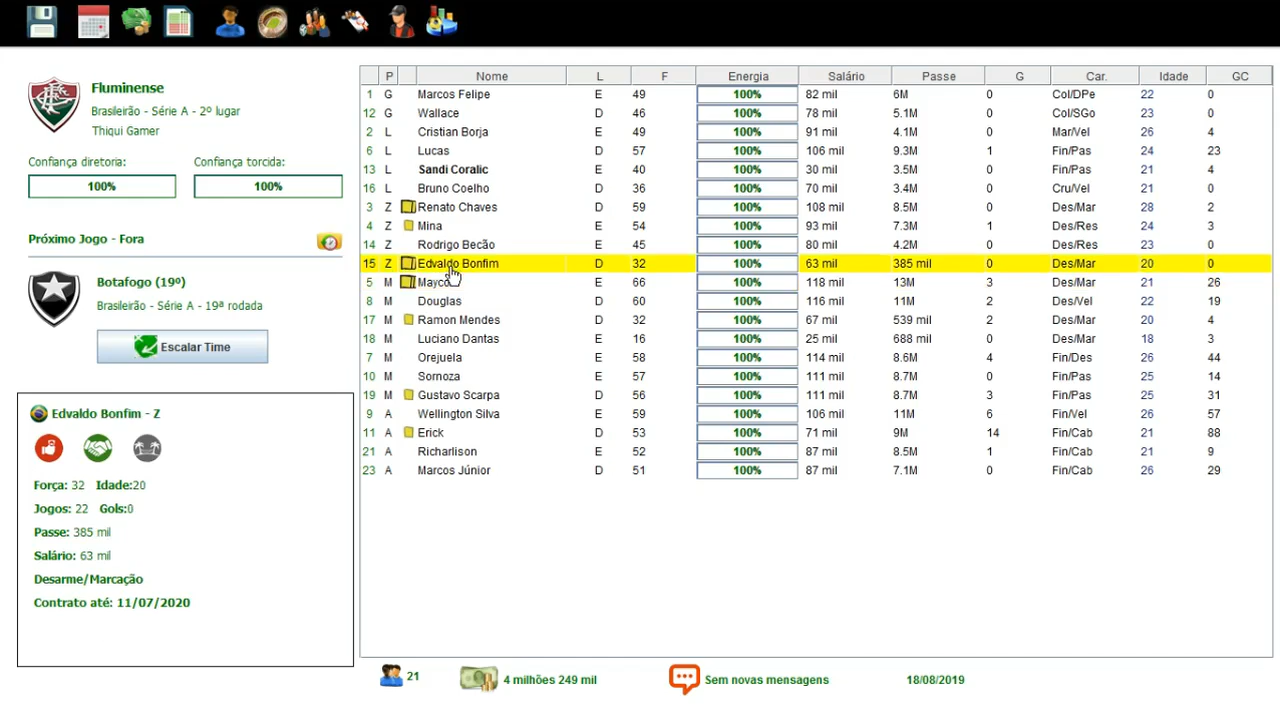 Fluminense
Brasileirão - Série A - 2º lugar
Thiqui Gamer
Confiança diretoria:
Confiança torcida:
100%
100%
Próximo Jogo - Fora
Botafogo (19º)
Brasileirão - Série A - 19ª rodada
Escalar Time
Edvaldo Bonfim - Z
Força: 32 Idade:20
Jogos: 22 Gols:0
Passe: 385 mil
Salário: 63 mil
Desarme/Marcação
Contrato até: 11/07/2020
P Nome L F Energia Salário Passe G Car. Idade GC
1 G Marcos Felipe E 49 100% 82 mil 6M 0 Col/DPe 22 0
12 G Wallace D 46 100% 78 mil 5.1M 0 Col/SGo 23 0
2 L Cristian Borja E 49 100% 91 mil 4.1M 0 Mar/Vel 26 4
6 L Lucas D 57 100% 106 mil 9.3M 1 Fin/Pas 24 23
13 L Sandi Coralic E 40 100% 30 mil 3.5M 0 Fin/Pas 21 4
16 L Bruno Coelho D 36 100% 70 mil 3.4M 0 Cru/Vel 21 0
3 Z Renato Chaves D 59 100% 108 mil 8.5M 0 Des/Mar 28 2
4 Z Mina E 54 100% 93 mil 7.3M 1 Des/Res 24 3
14 Z Rodrigo Becão E 45 100% 80 mil 4.2M 0 Des/Res 23 0
15 Z Edvaldo Bonfim D 32 100% 63 mil 385 mil 0 Des/Mar 20 0
5 M Mayco E 66 100% 118 mil 13M 3 Des/Mar 21 26
8 M Douglas D 60 100% 116 mil 11M 2 Des/Vel 22 19
17 M Ramon Mendes D 32 100% 67 mil 539 mil 2 Des/Mar 20 4
18 M Luciano Dantas E 16 100% 25 mil 688 mil 0 Des/Mar 18 3
7 M Orejuela E 58 100% 114 mil 8.6M 4 Fin/Des 26 44
10 M Sornoza E 57 100% 111 mil 8.7M 0 Fin/Pas 25 14
19 M Gustavo Scarpa D 56 100% 111 mil 8.7M 3 Fin/Pas 25 31
9 A Wellington Silva E 59 100% 106 mil 11M 6 Fin/Vel 26 57
11 A Erick D 53 100% 71 mil 9M 14 Fin/Cab 21 88
21 A Richarlison E 52 100% 87 mil 8.5M 1 Fin/Cab 21 9
23 A Marcos Júnior D 51 100% 87 mil 7.1M 0 Fin/Cab 26 29
21 4 milhões 249 mil Sem novas mensagens 18/08/2019